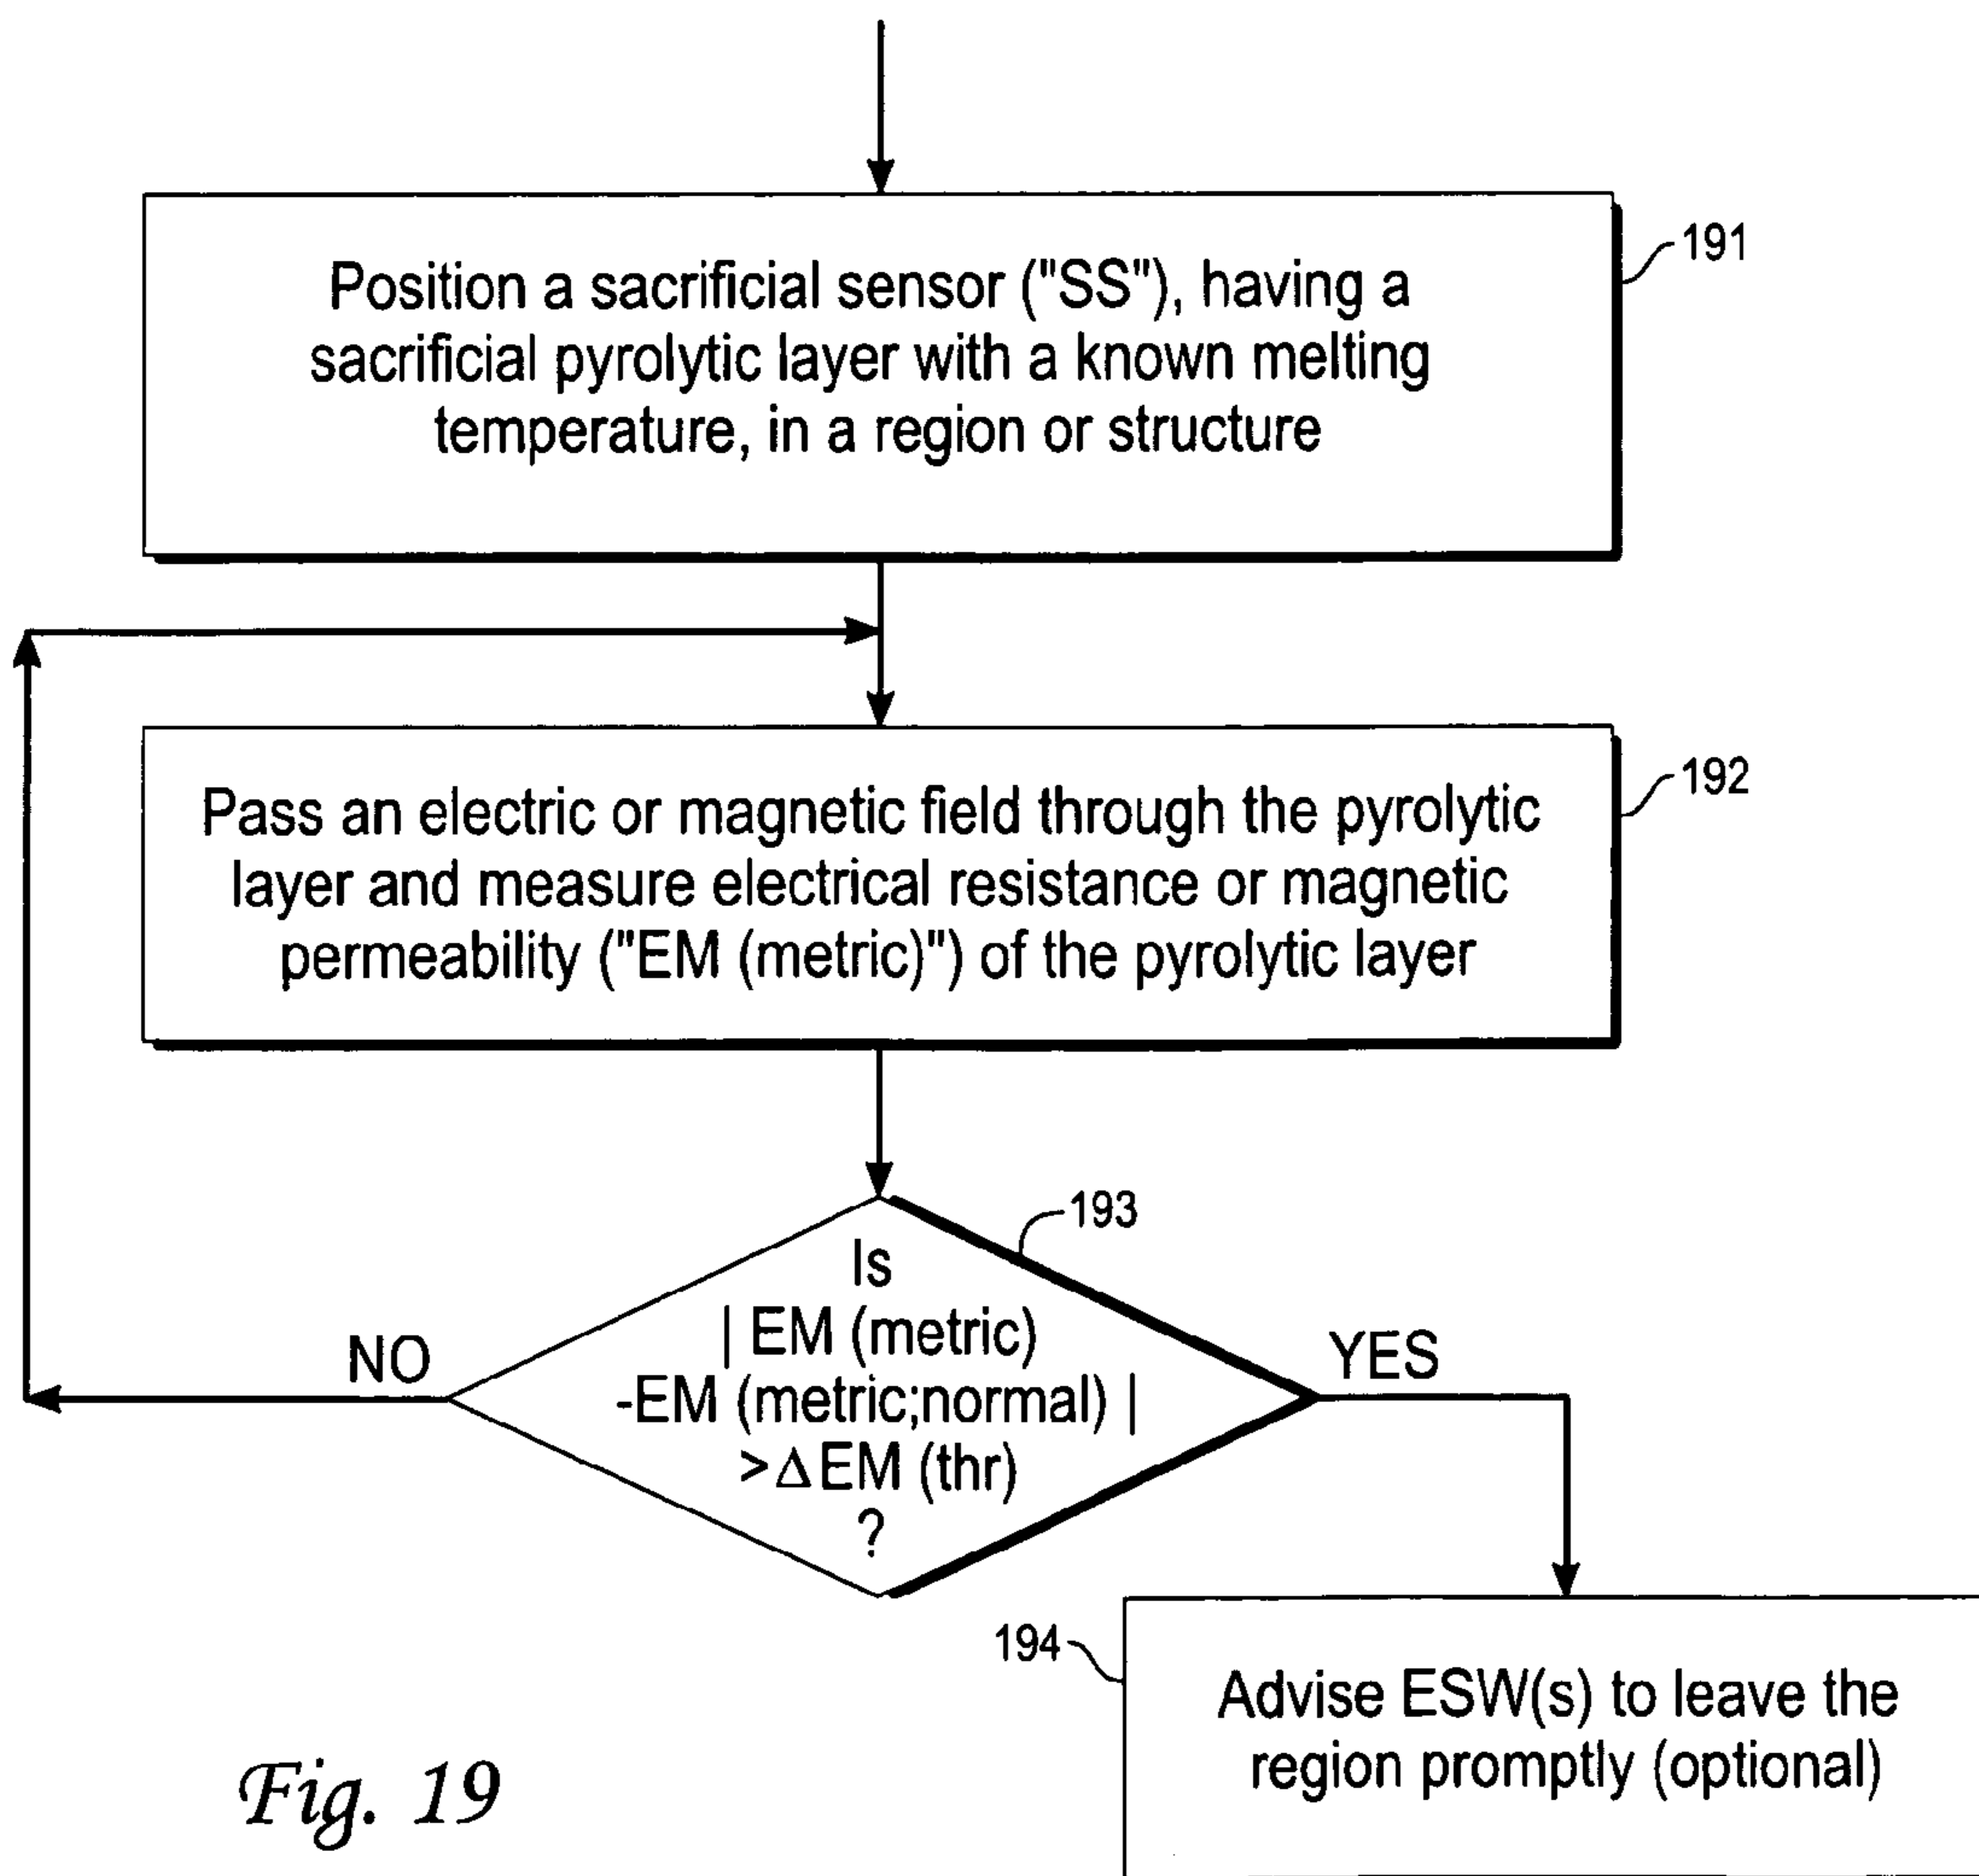 Position a sacrificial sensor ("SS"), having a
sacrificial pyrolytic layer with a known melting
temperature, in a region or structure
191
Pass an electric or magnetic field through the pyrolytic
layer and measure electrical resistance or magnetic
permeability ("EM (metric)") of the pyrolytic layer
192
193
Is
| EM (metric)
-EM (metric;normal) |
>ΔEM (thr)
?
NO
YES
194
Advise ESW(s) to leave the
region promptly (optional)
Fig. 19